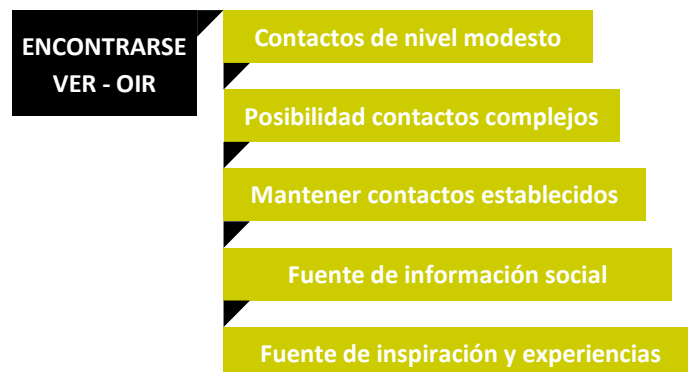 ENCONTRARSE
VER - OIR
Contactos de nivel modesto
Posibilidad contactos complejos
Mantener contactos establecidos
Fuente de información social
Fuente de inspiración y experiencias